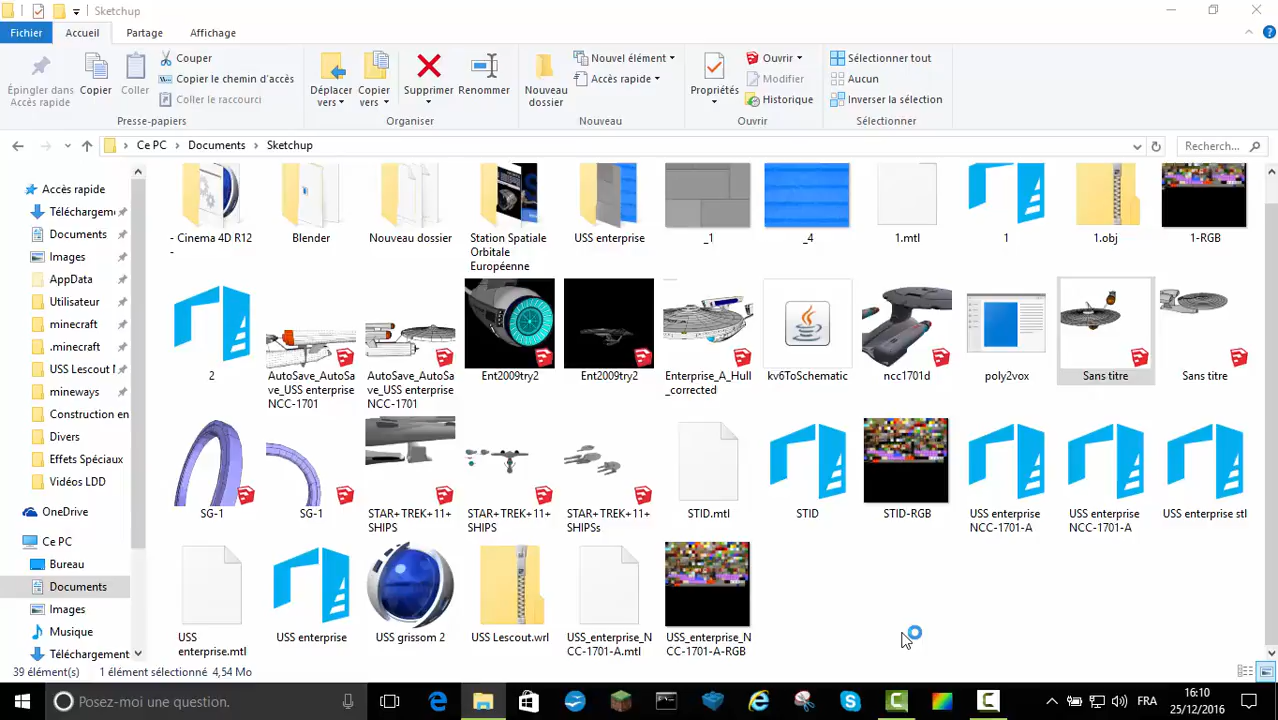 Sketchup
Fichier Accueil Partage Affichage
Épingler dans Accès rapide
Copier
Coller
Couper
Copier le chemin d'accès
Coller le raccourci
Déplacer vers
Copier vers
Supprimer
Renommer
Nouveau dossier
Nouvel élément
Accès rapide
Propriétés
Ouvrir
Modifier
Historique
Sélectionner tout
Aucun
Inverser la sélection
Presse-papiers Organiser Nouveau Ouvrir Sélectionner
Ce PC Documents Sketchup
Recherch...
Accès rapide
Téléchargem
Documents
Images
AppData
Utilisateur
minecraft
.minecraft
USS Lescout
mineways
Construction en
Divers
Effets Spéciaux
Vidéos LDD
OneDrive
Ce PC
Bureau
Documents
Images
Musique
Téléchargement
- Cinema 4D R12 -
Blender
Nouveau dossier
Station Spatiale Orbitale Européenne
USS enterprise
_1
_4
1.mtl
1
1.obj
1-RGB
2
AutoSave_AutoSave_USS enterprise NCC-1701
AutoSave_AutoSave_USS enterprise NCC-1701
Ent2009try2
Ent2009try2
Enterprise_A_Hull_corrected
kv6ToSchematic
ncc1701d
poly2vox
Sans titre
Sans titre
SG-1
SG-1
STAR+TREK+11+SHIPS
STAR+TREK+11+SHIPS
STAR+TREK+11+SHIPSs
STID.mtl
STID
STID-RGB
USS enterprise NCC-1701-A
USS enterprise NCC-1701-A
USS enterprise stl
USS enterprise.mtl
USS enterprise
USS grissom 2
USS Lescout.wrl
USS_enterprise_NCC-1701-A.mtl
USS_enterprise_NCC-1701-A-RGB
39 élément(s) 1 élément sélectionné 4,54 Mo
Posez-moi une question.
FRA
16:10
25/12/2016